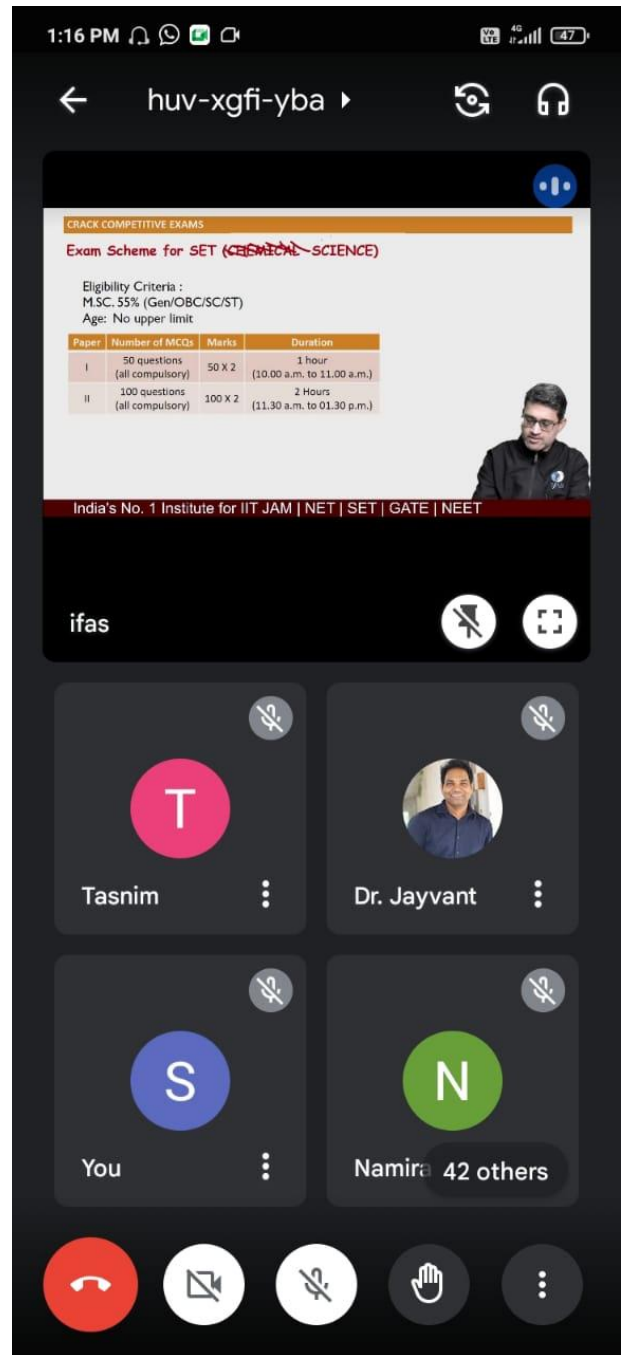 1:16 PM
Vo LTE 4G 47
huv-xgfi-yba
CRACK COMPETITIVE EXAMS
Exam Scheme for SET (CHEMICAL SCIENCE)
Eligibility Criteria :
M.SC. 55% (Gen/OBC/SC/ST)
Age: No upper limit
Paper Number of MCQs Marks Duration
I 50 questions (all compulsory) 50 X 2 1 hour (10.00 a.m. to 11.00 a.m.)
II 100 questions (all compulsory) 100 X 2 2 Hours (11.30 a.m. to 01.30 p.m.)
India's No. 1 Institute for IIT JAM | NET | SET | GATE | NEET
ifas
T
Tasnim
Dr. Jayvant
S
You
N
Namira
42 others